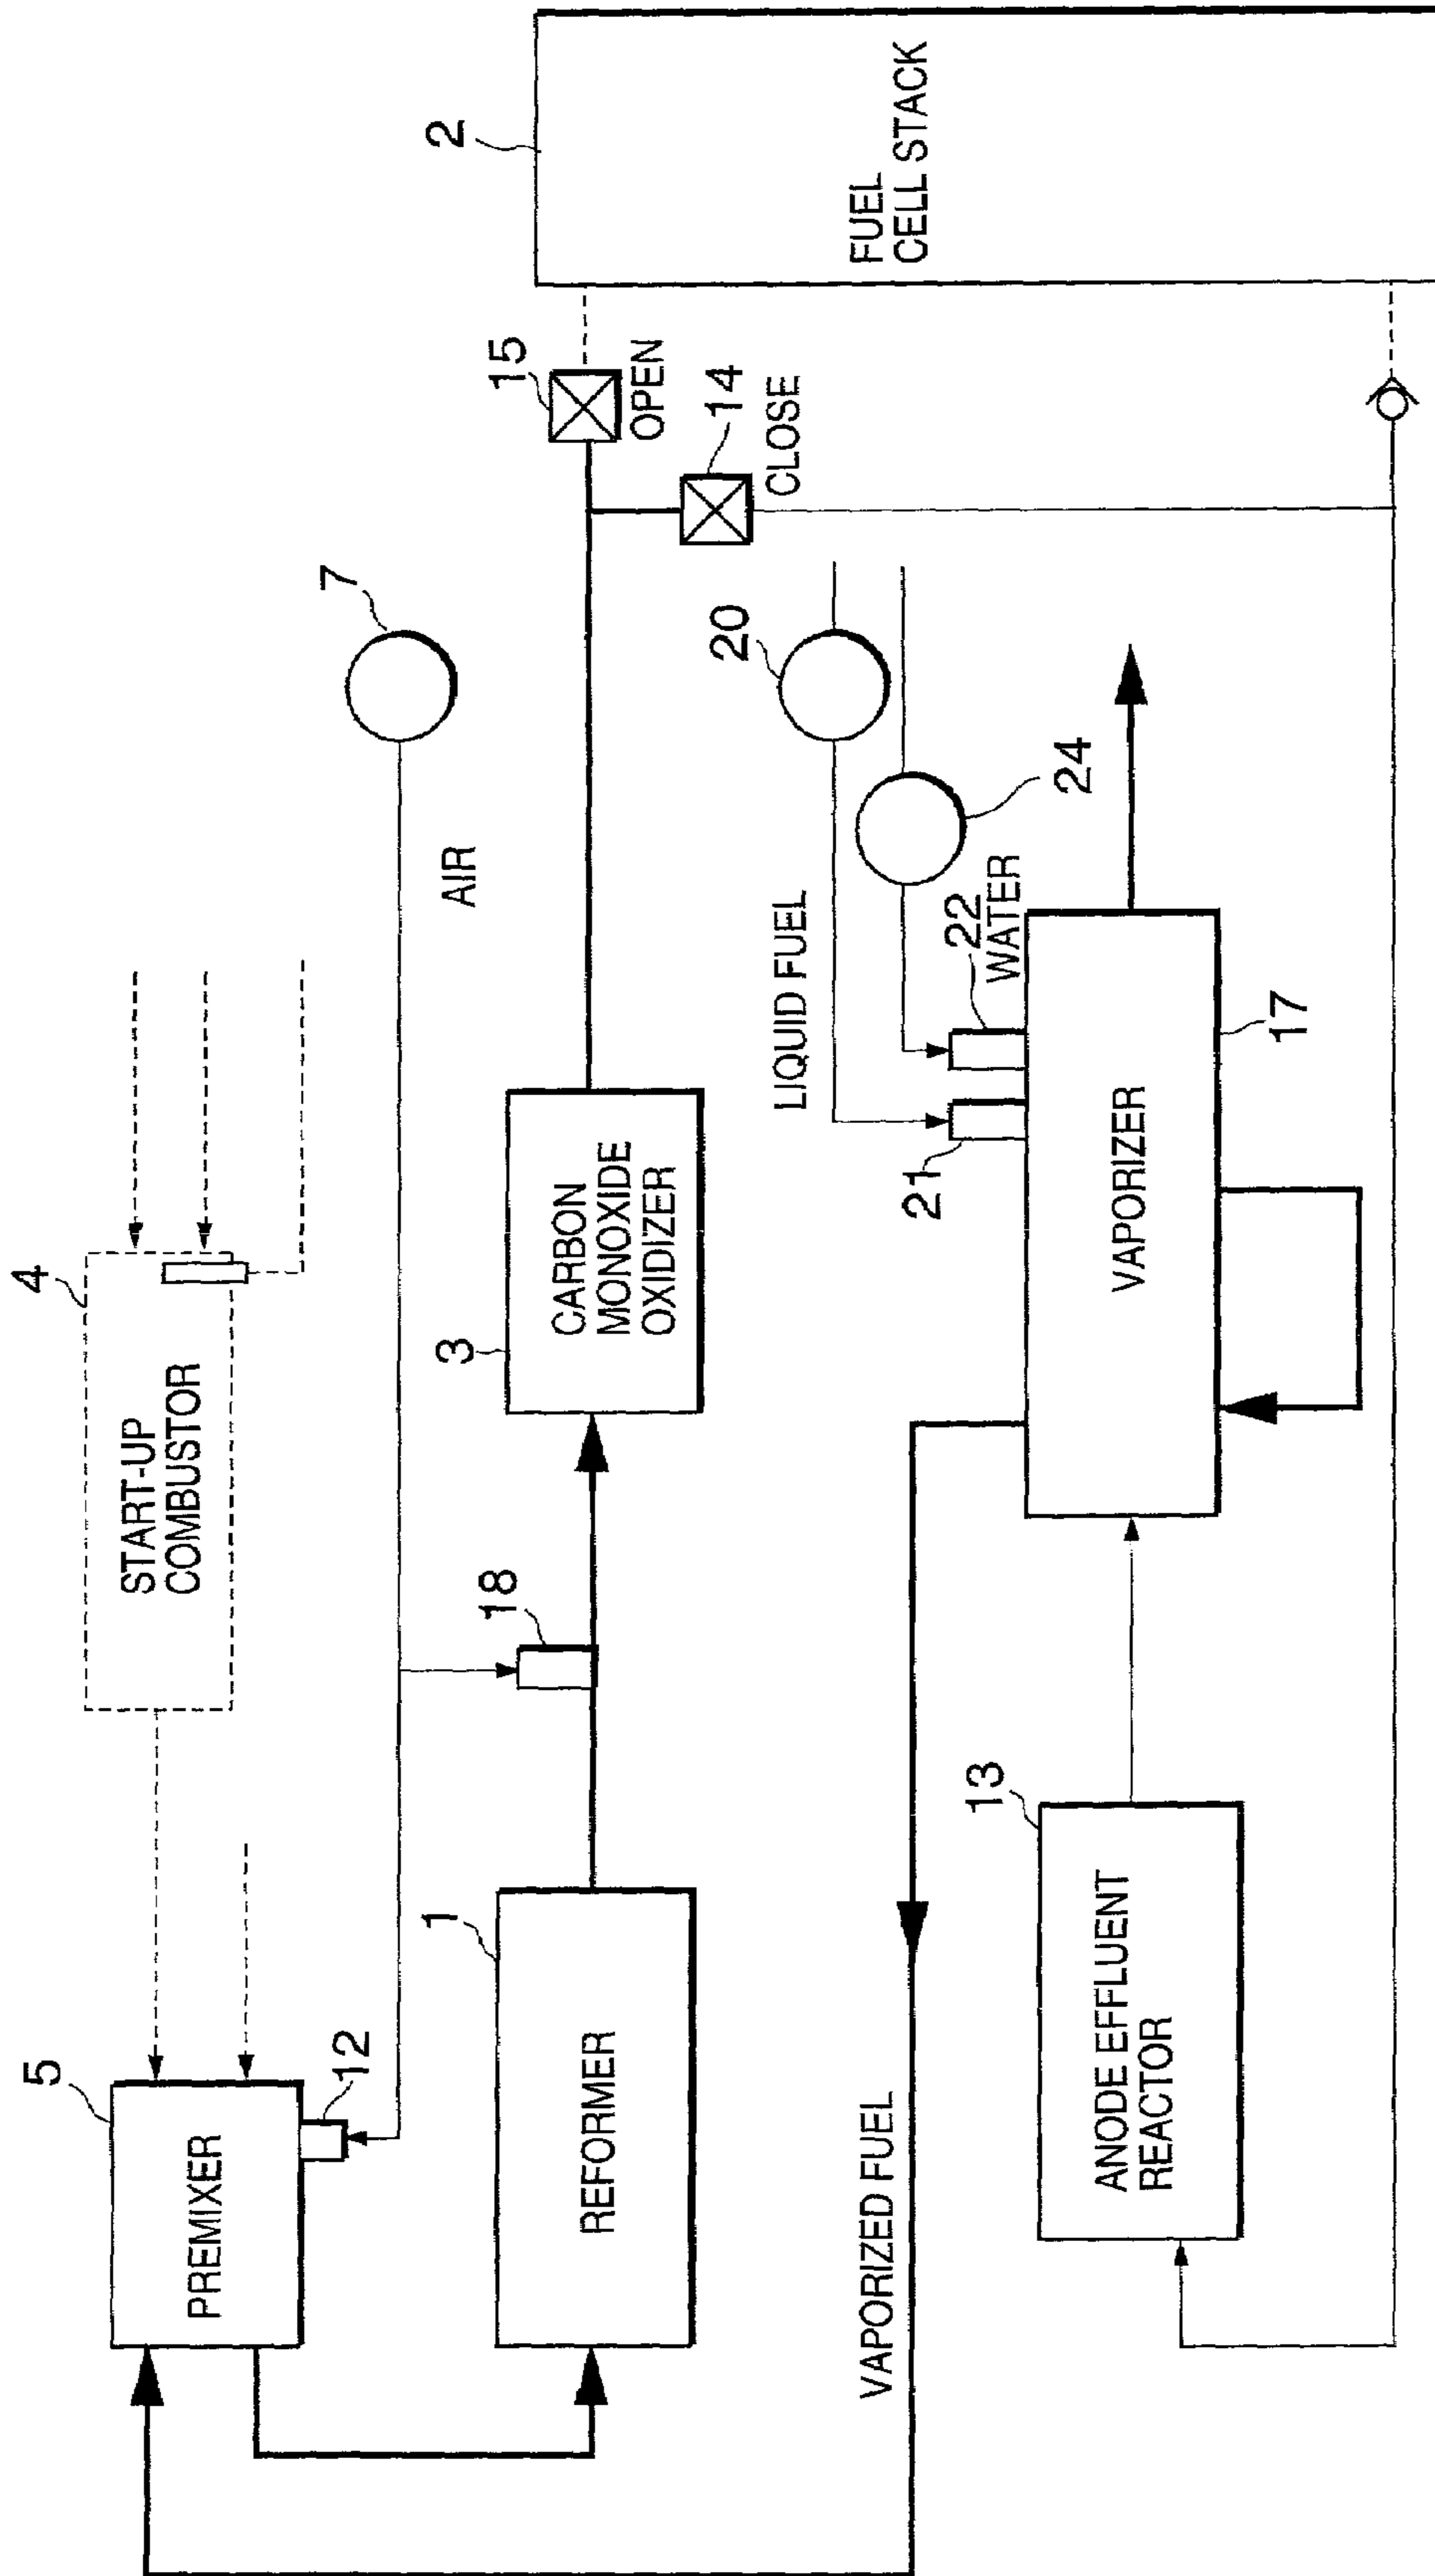 4
START-UP
COMBUSTOR
5
PREMIXER
12
7
AIR
2
FUEL
CELL STACK
15
OPEN
14
CLOSE
3
CARBON
MONOXIDE
OXIDIZER
18
1
REFORMER
20
24
LIQUID FUEL
22
WATER
21
VAPORIZER
17
VAPORIZED FUEL
13
ANODE EFFLUENT
REACTOR